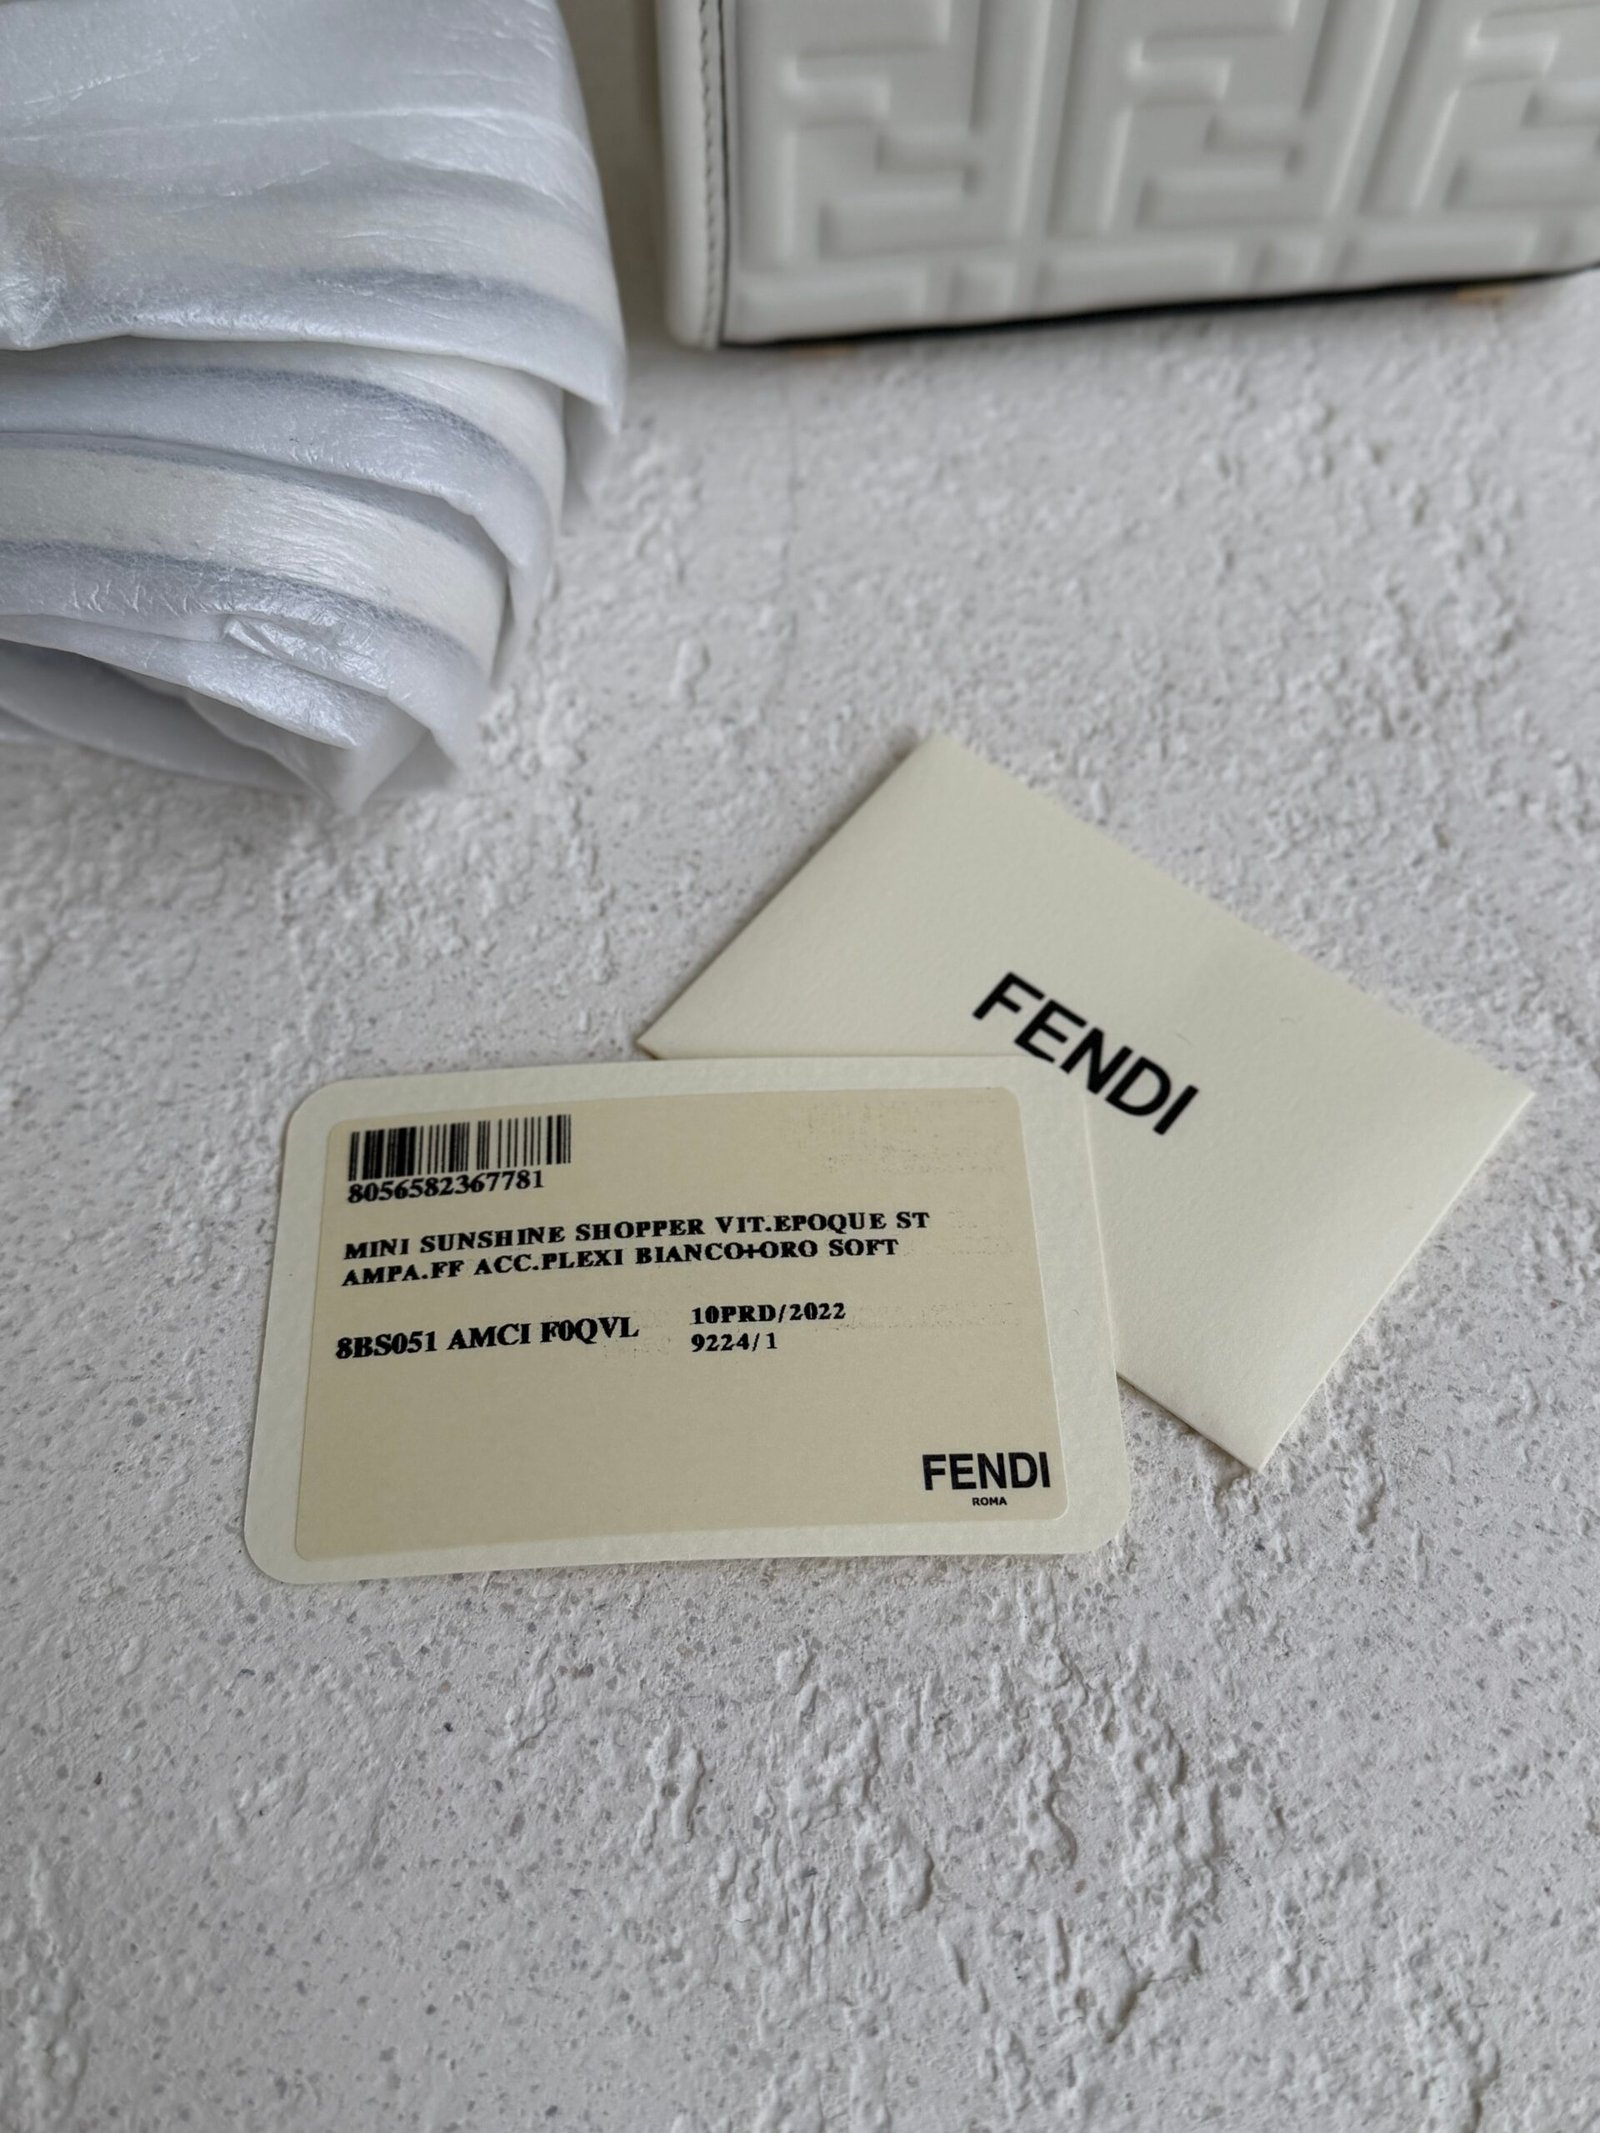 FENDI
8056582367781
MINI SUNSHINE SHOPPER VIT.EPOQUE ST
AMPA.FF ACC.PLEXI BIANCO+ORO SOFT
8BS051 AMCI F0QVL
10PRD/2022
9224/1
FENDI
ROMA